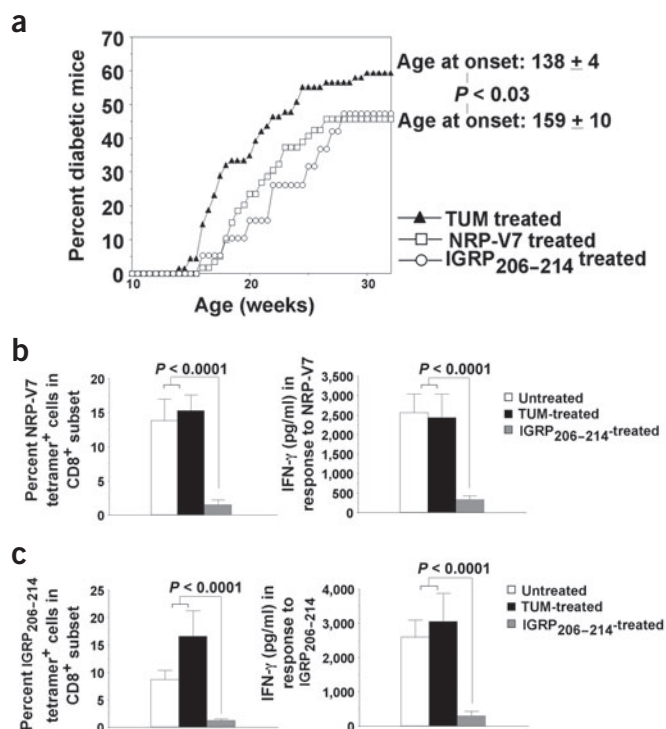 a
70
60
50
40
30
20
10
0
Percent diabetic mice
10
20
30
Age (weeks)
Age at onset: 138 ± 4
P < 0.03
Age at onset: 159 ± 10
TUM treated
NRP-V7 treated
IGRP206–214 treated
b
Percent NRP-V7
tetramer+ cells in
CD8+ subset
20
15
10
5
0
P < 0.0001
IFN-γ (pg/ml) in
response to NRP-V7
3,500
3,000
2,500
2,000
1,500
1,000
500
0
P < 0.0001
Untreated
TUM-treated
IGRP206–214-treated
c
Percent IGRP206–214
tetramer+ cells in
CD8+ subset
25
20
15
10
5
0
P < 0.0001
IFN-γ (pg/ml) in
response to
IGRP206–214
4,000
3,000
2,000
1,000
0
P < 0.0001
Untreated
TUM-treated
IGRP206–214-treated